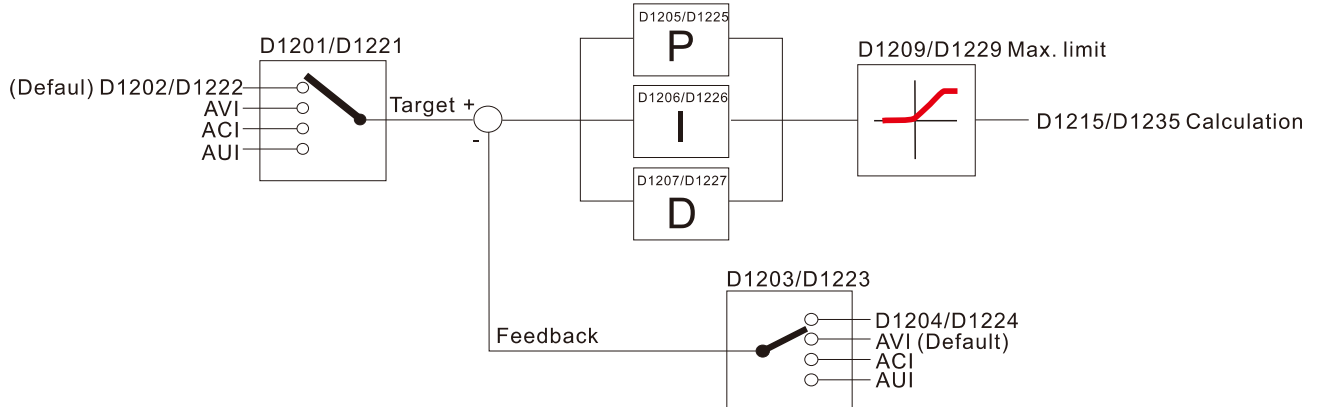 D1201/D1221
(Defaul) D1202/D1222
AVI
ACI
AUI
Target +
-
D1205/D1225
P
D1206/D1226
I
D1207/D1227
D
D1209/D1229 Max. limit
D1215/D1235 Calculation
Feedback
D1203/D1223
D1204/D1224
AVI (Default)
ACI
AUI